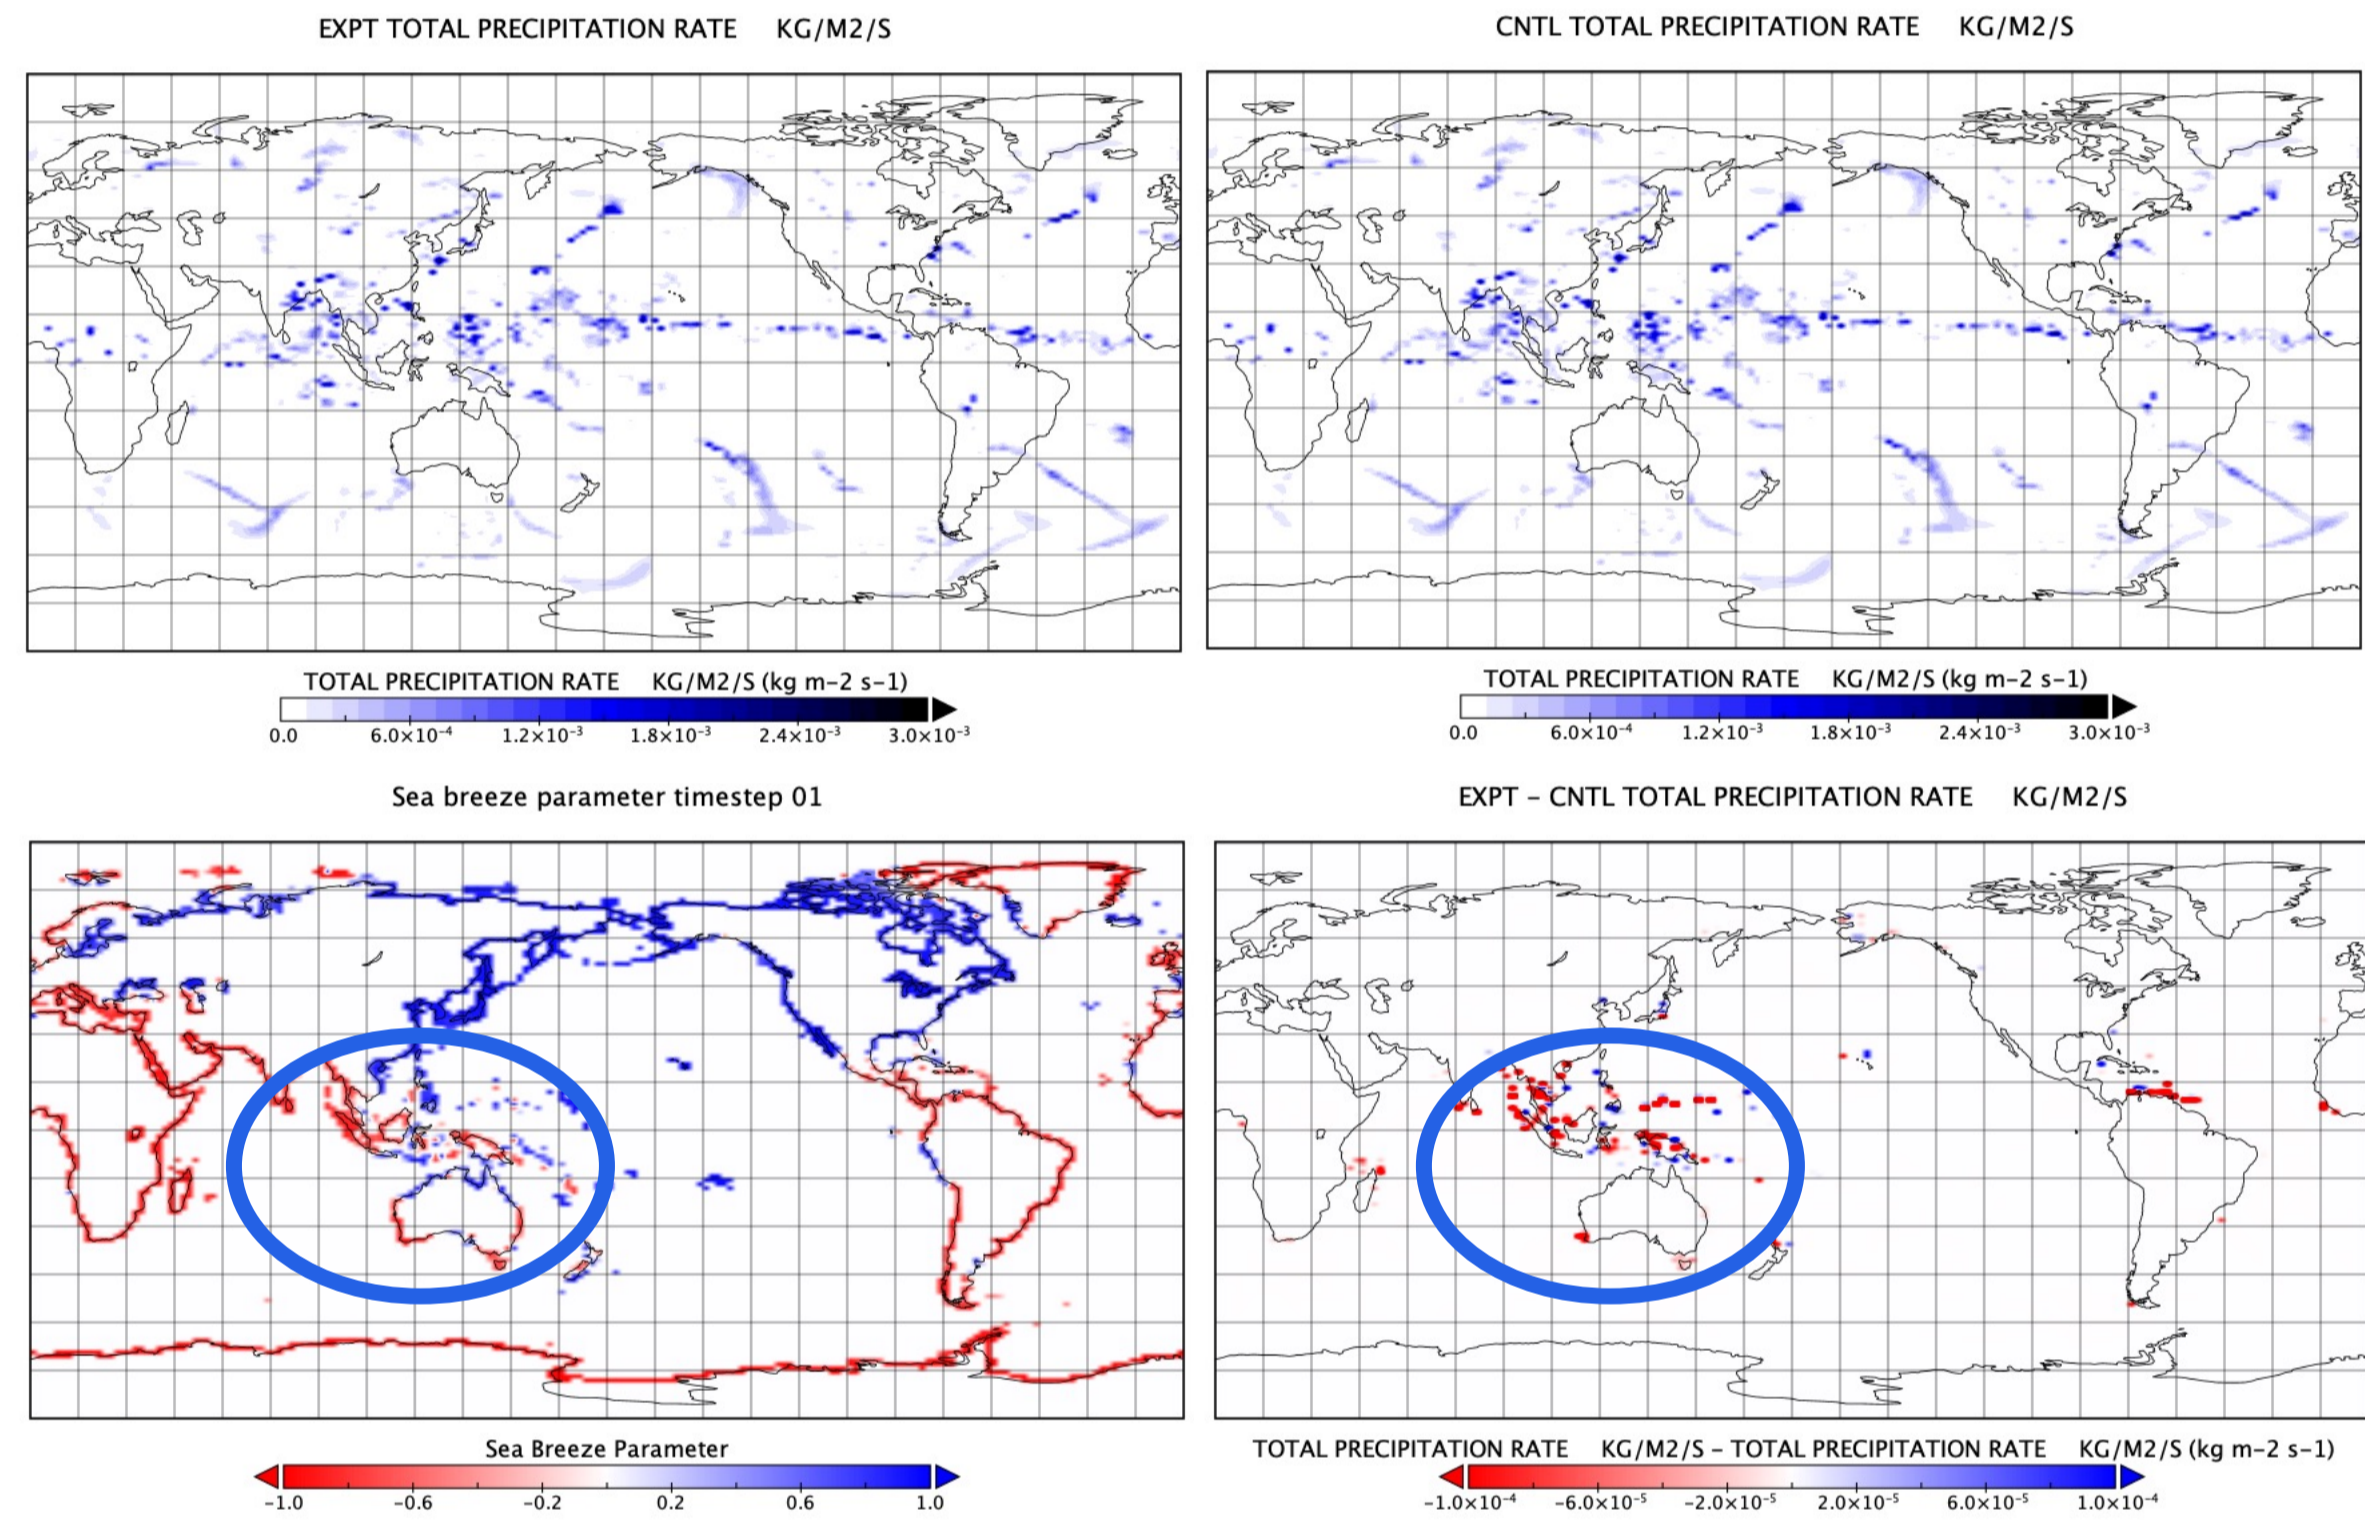 EXPT TOTAL PRECIPITATION RATE KG/M2/S
CNTL TOTAL PRECIPITATION RATE KG/M2/S
TOTAL PRECIPITATION RATE KG/M2/S (kg m-2 s-1)
0.0 6.0×10⁻⁴ 1.2×10⁻³ 1.8×10⁻³ 2.4×10⁻³ 3.0×10⁻³
TOTAL PRECIPITATION RATE KG/M2/S (kg m-2 s-1)
0.0 6.0×10⁻⁴ 1.2×10⁻³ 1.8×10⁻³ 2.4×10⁻³ 3.0×10⁻³
Sea breeze parameter timestep 01
EXPT - CNTL TOTAL PRECIPITATION RATE KG/M2/S
Sea Breeze Parameter
-1.0 -0.6 -0.2 0.2 0.6 1.0
TOTAL PRECIPITATION RATE KG/M2/S - TOTAL PRECIPITATION RATE KG/M2/S (kg m-2 s-1)
-1.0×10⁻⁴ -6.0×10⁻⁵ -2.0×10⁻⁵ 2.0×10⁻⁵ 6.0×10⁻⁵ 1.0×10⁻⁴